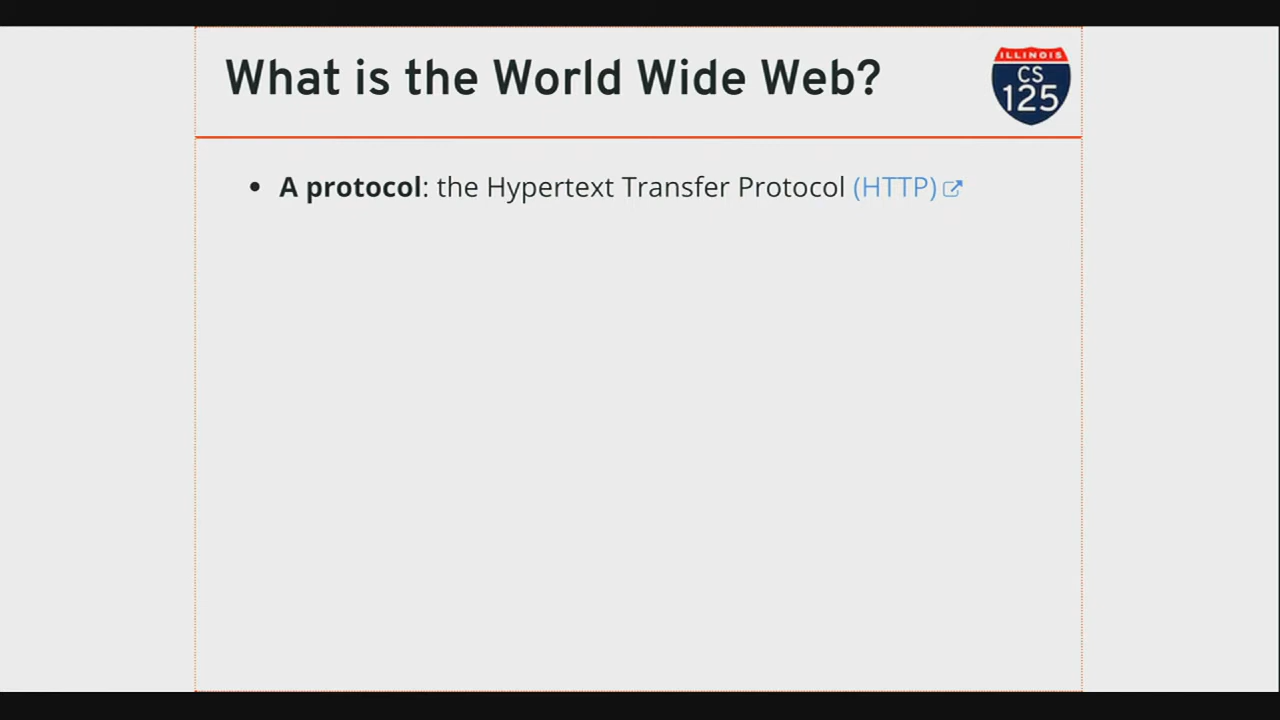 What is the World Wide Web?
ILLINOIS
CS
125
• A protocol: the Hypertext Transfer Protocol (HTTP)